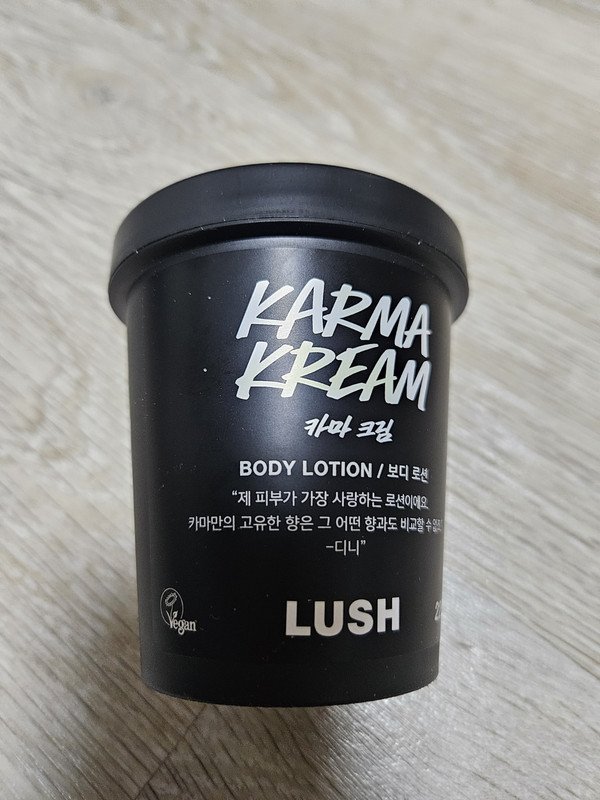 KARMA
KREAM
카마 크림
BODY LOTION / 보디 로션
“제 피부가 가장 사랑하는 로션이에요
카마만의 고유한 향은 그 어떤 향과도 비교할 수
–디니”
Vegan
LUSH